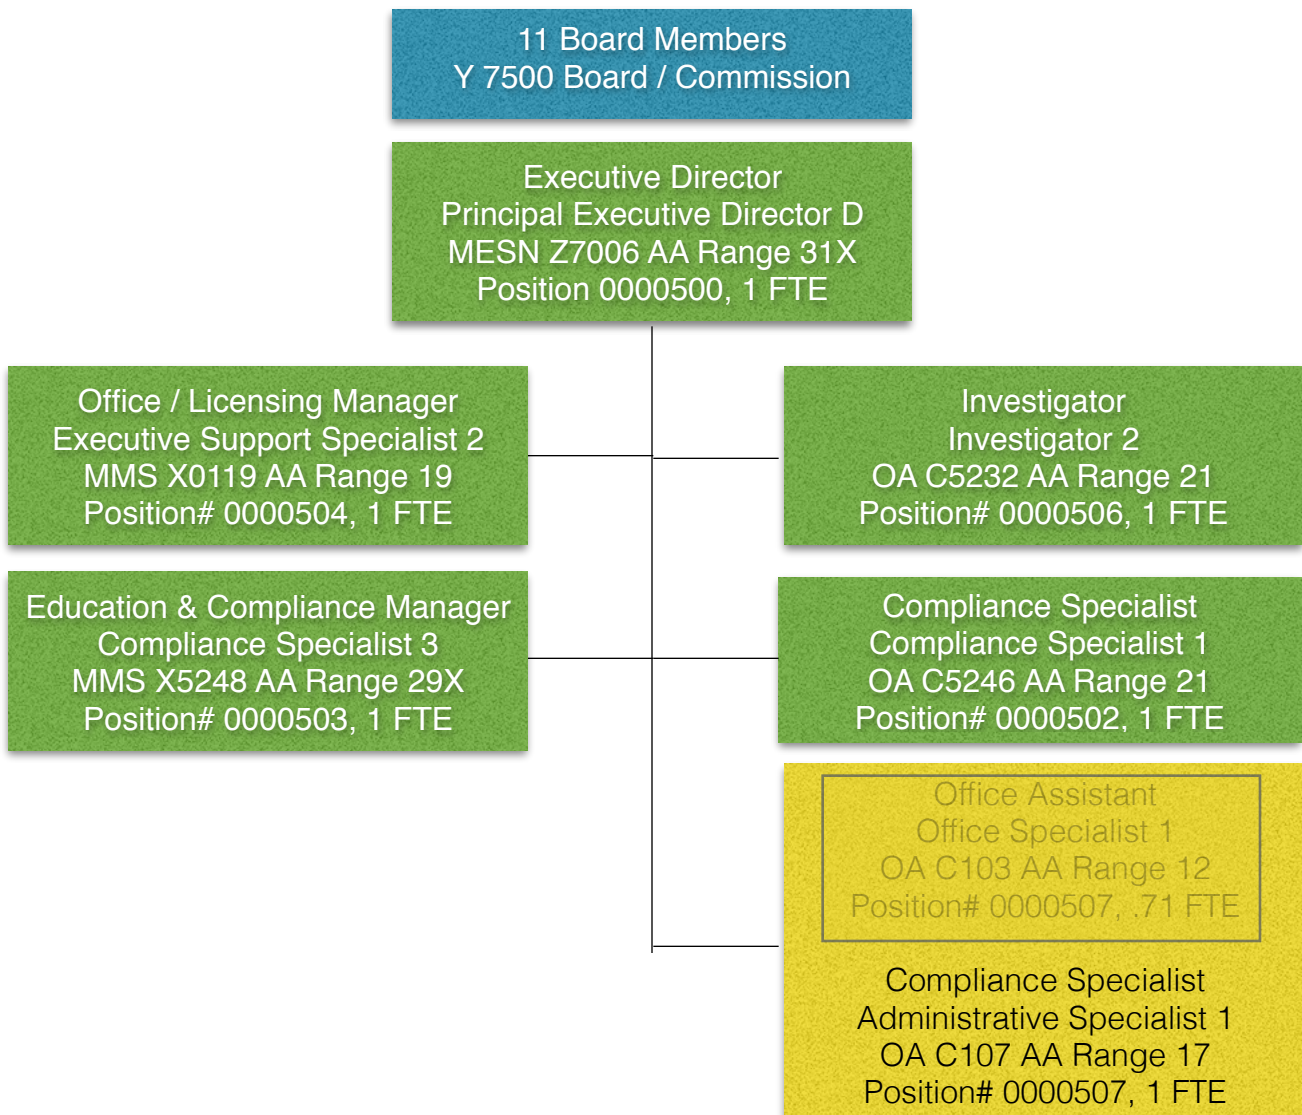 11 Board Members
Y 7500 Board / Commission
Executive Director
Principal Executive Director D
MESN Z7006 AA Range 31X
Position 0000500, 1 FTE
Office / Licensing Manager
Executive Support Specialist 2
MMS X0119 AA Range 19
Position# 0000504, 1 FTE
Investigator
Investigator 2
OA C5232 AA Range 21
Position# 0000506, 1 FTE
Education & Compliance Manager
Compliance Specialist 3
MMS X5248 AA Range 29X
Position# 0000503, 1 FTE
Compliance Specialist
Compliance Specialist 1
OA C5246 AA Range 21
Position# 0000502, 1 FTE
Office Assistant
Office Specialist 1
OA C103 AA Range 12
Position# 0000507, .71 FTE
Compliance Specialist
Administrative Specialist 1
OA C107 AA Range 17
Position# 0000507, 1 FTE